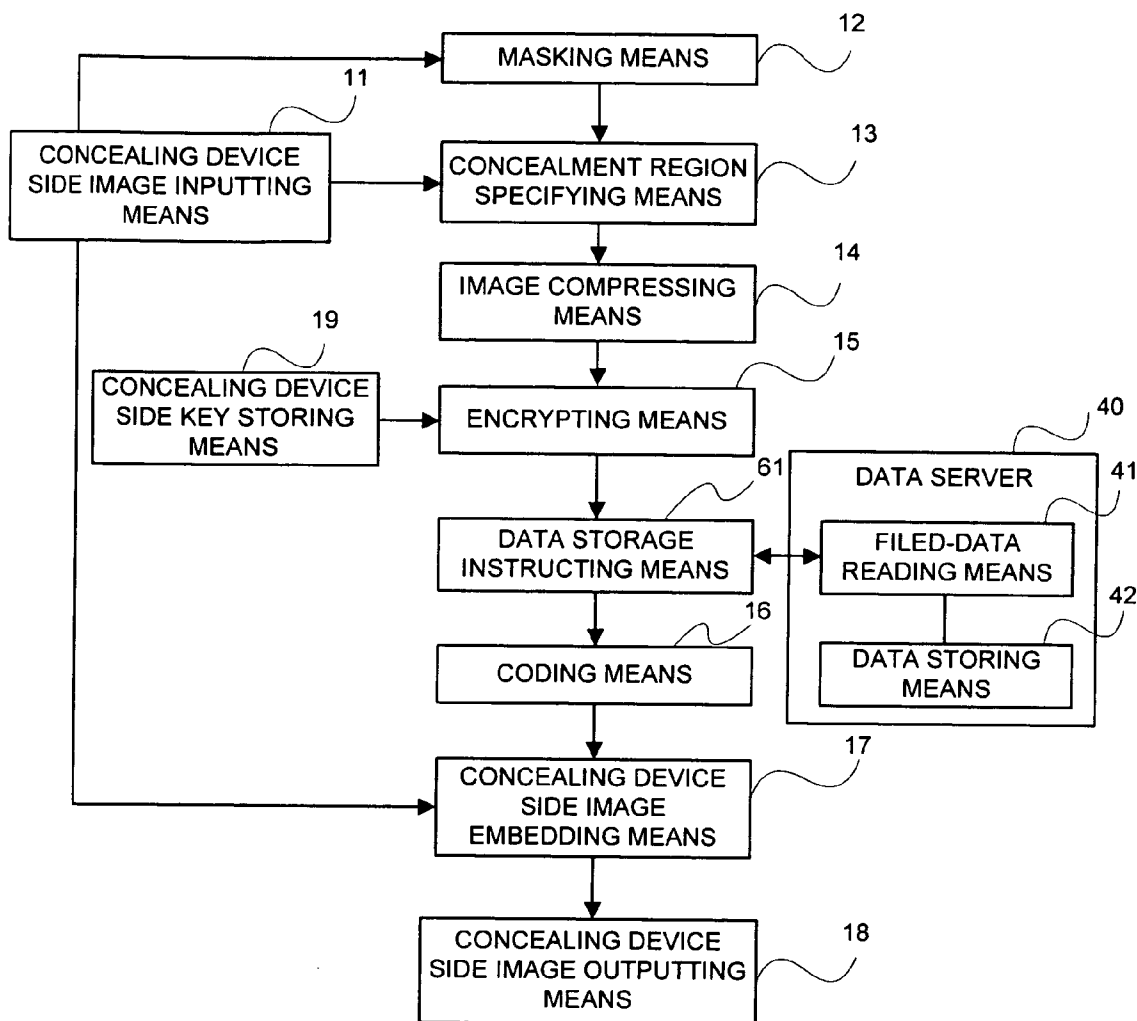 12
MASKING MEANS
11
CONCEALING DEVICE
SIDE IMAGE INPUTTING
MEANS
13
CONCEALMENT REGION
SPECIFYING MEANS
14
IMAGE COMPRESSING
MEANS
19
CONCEALING DEVICE
SIDE KEY STORING
MEANS
15
ENCRYPTING MEANS
40
DATA SERVER
61
DATA STORAGE
INSTRUCTING MEANS
41
FILED-DATA
READING MEANS
42
DATA STORING
MEANS
16
CODING MEANS
17
CONCEALING DEVICE
SIDE IMAGE
EMBEDDING MEANS
18
CONCEALING DEVICE
SIDE IMAGE OUTPUTTING
MEANS